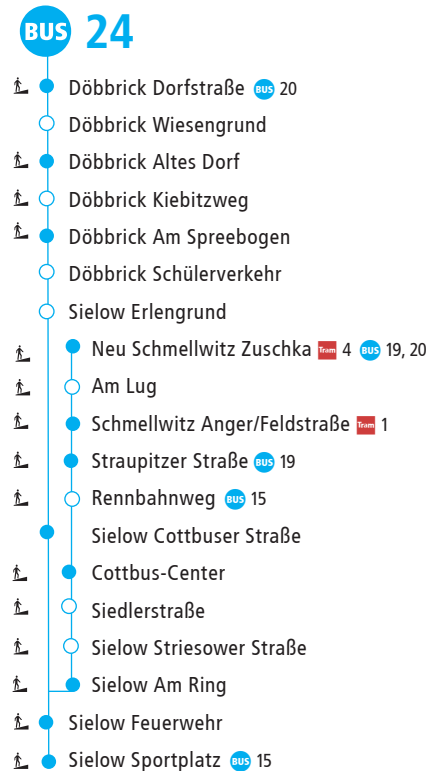 BUS 24
Döbbrick Dorfstraße BUS 20
Döbbrick Wiesengrund
Döbbrick Altes Dorf
Döbbrick Kiebitzweg
Döbbrick Am Spreebogen
Döbbrick Schülerverkehr
Sielow Erlengrund
Neu Schmellwitz Zuschka Tram 4 BUS 19, 20
Am Lug
Schmellwitz Anger/Feldstraße Tram 1
Straupitzer Straße BUS 19
Rennbahnweg BUS 15
Sielow Cottbuser Straße
Cottbus-Center
Siedlerstraße
Sielow Striesower Straße
Sielow Am Ring
Sielow Feuerwehr
Sielow Sportplatz BUS 15